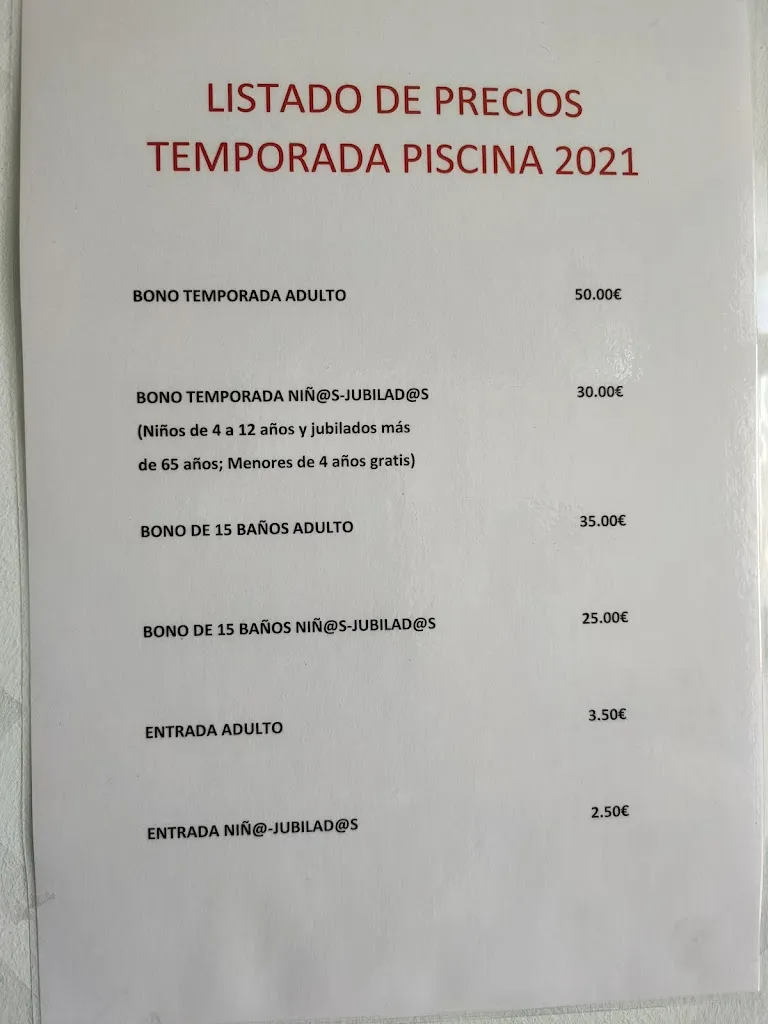 LISTADO DE PRECIOS
TEMPORADA PISCINA 2021
BONO TEMPORADA ADULTO 50.00€
BONO TEMPORADA NIÑ@S-JUBILAD@S 30.00€
(Niños de 4 a 12 años y jubilados más
de 65 años; Menores de 4 años gratis)
BONO DE 15 BAÑOS ADULTO 35.00€
BONO DE 15 BAÑOS NIÑ@S-JUBILAD@S 25.00€
ENTRADA ADULTO 3.50€
ENTRADA NIÑ@-JUBILAD@S 2.50€